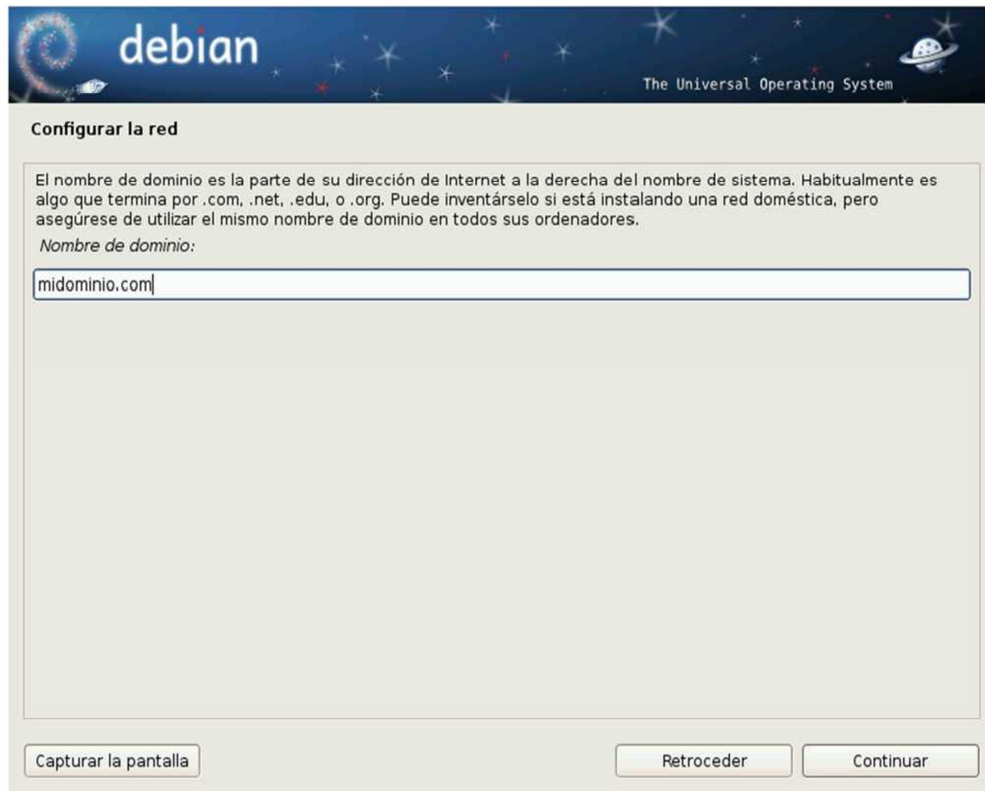 debian
The Universal Operating System
Configurar la red
El nombre de dominio es la parte de su dirección de Internet a la derecha del nombre de sistema. Habitualmente es
algo que termina por .com, .net, .edu, o .org. Puede inventárselo si está instalando una red doméstica, pero
asegúrese de utilizar el mismo nombre de dominio en todos sus ordenadores.
Nombre de dominio:
midominio.com
Capturar la pantalla
Retroceder
Continuar